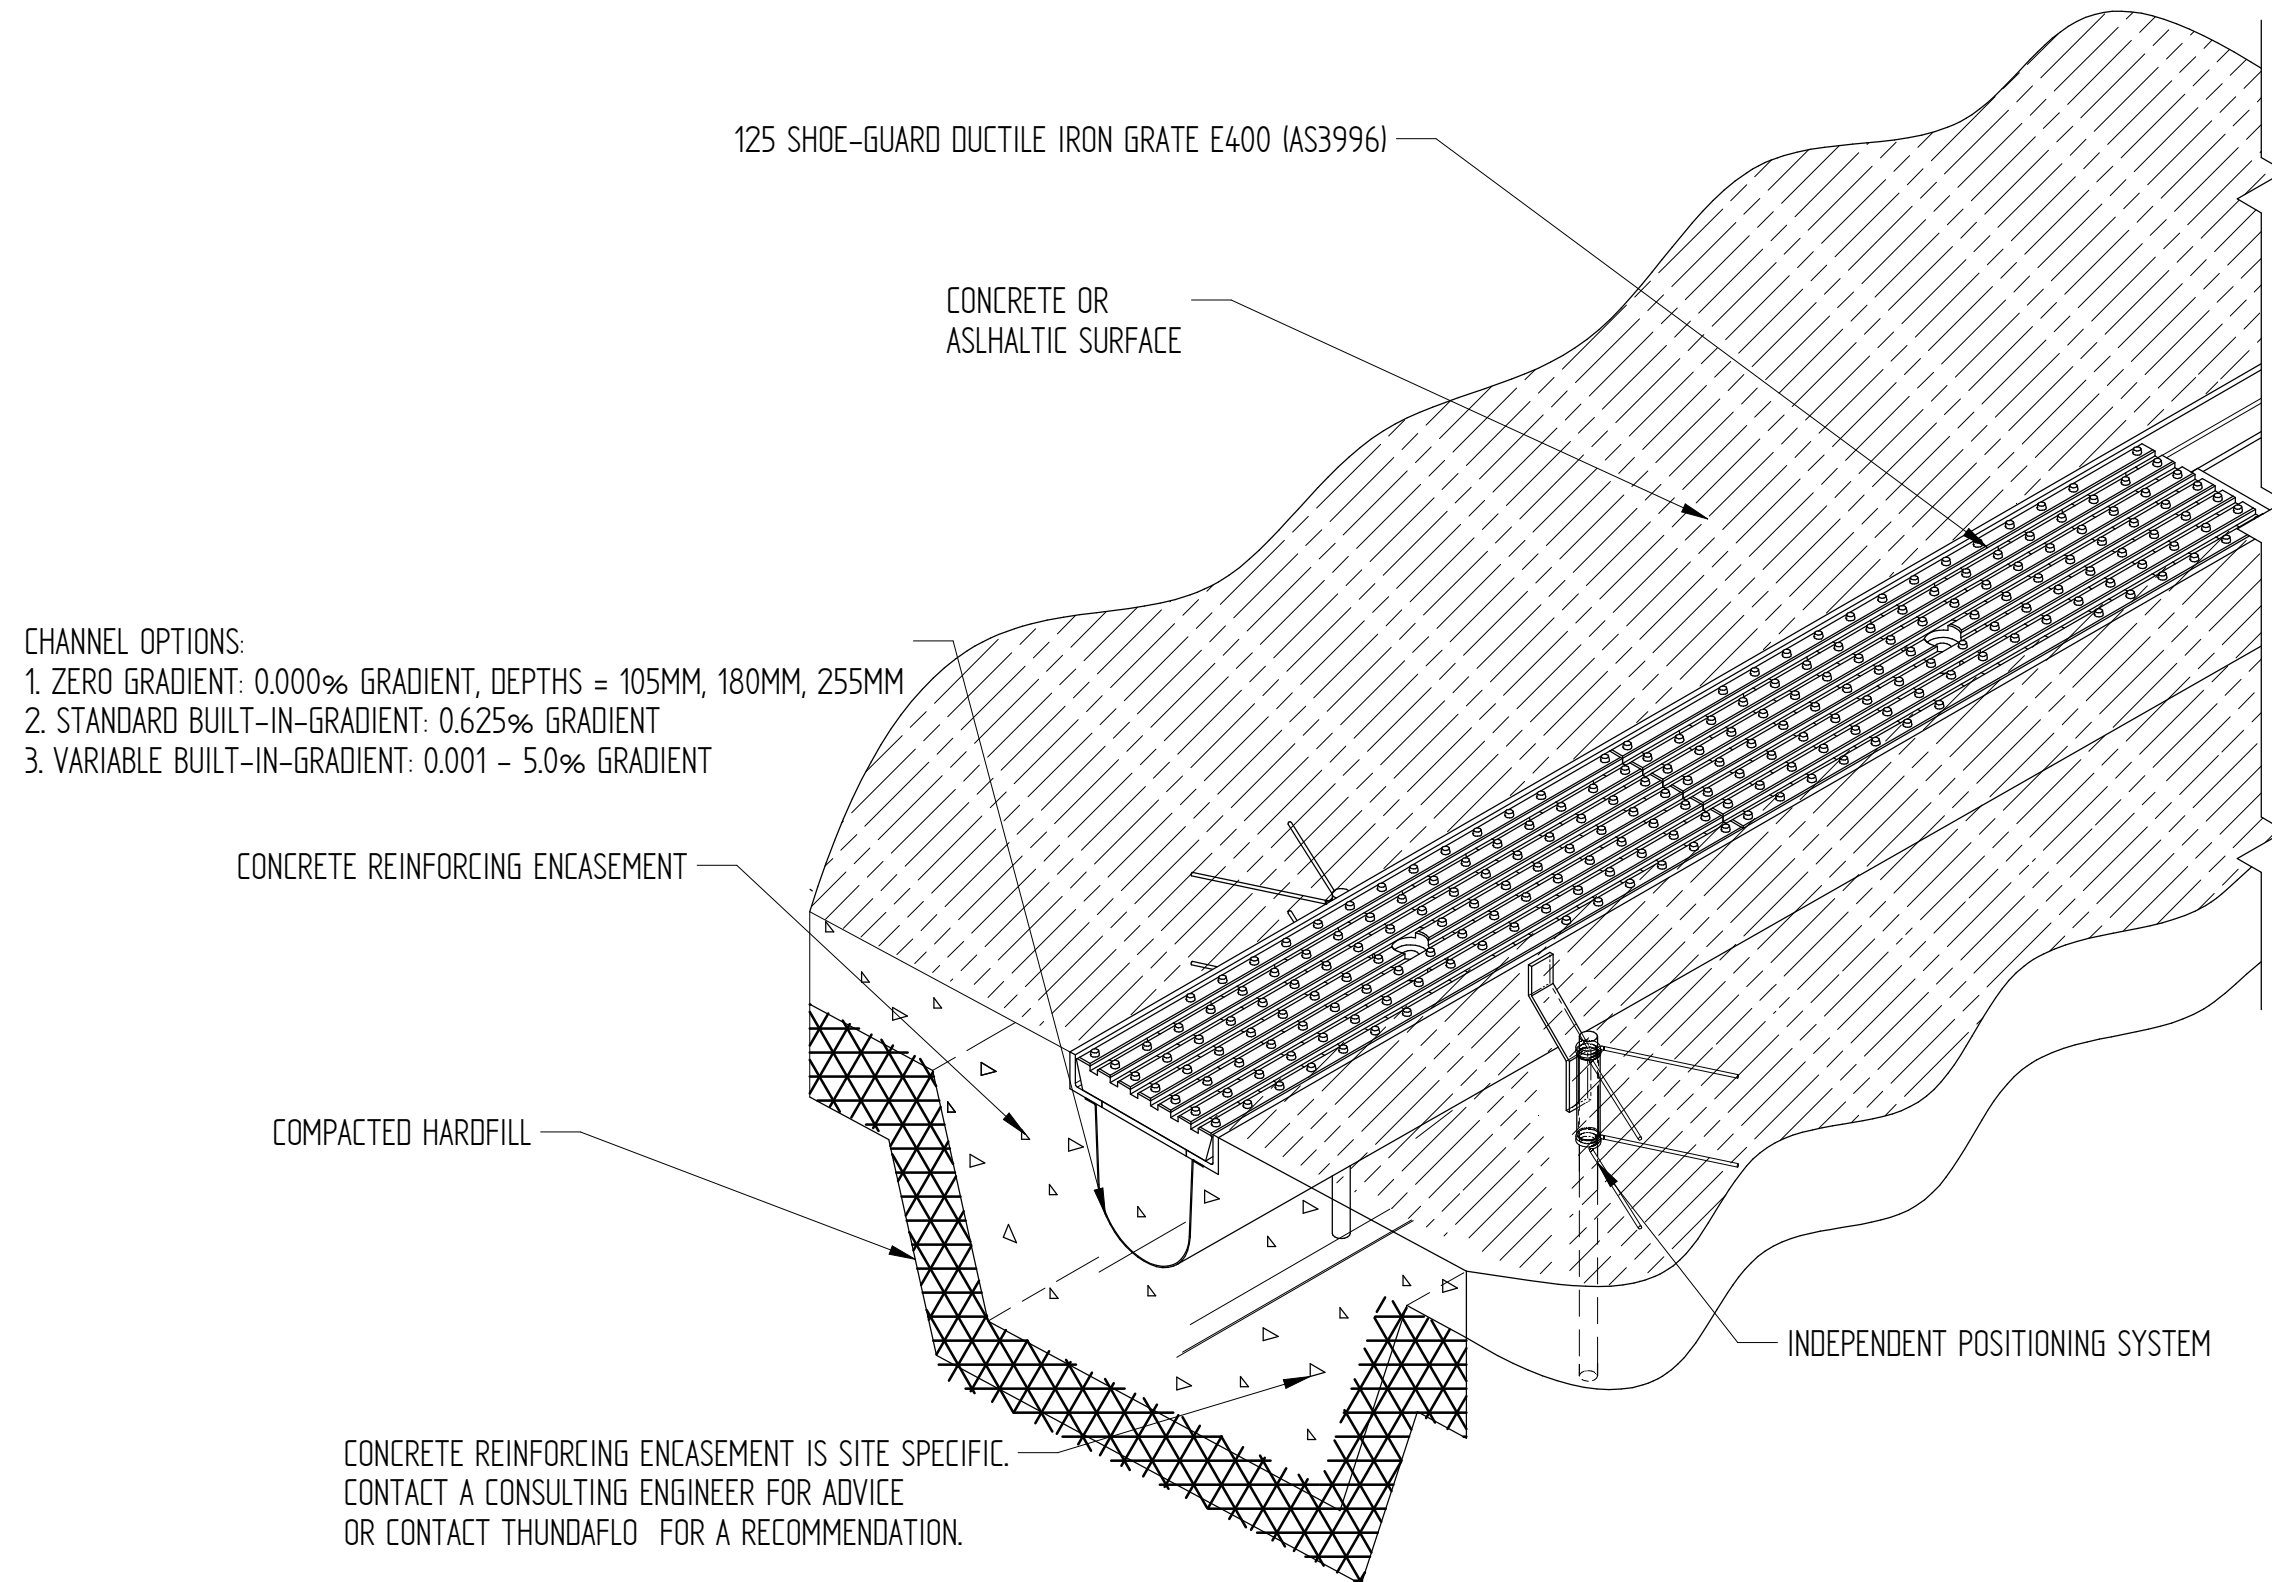 125 SHOE-GUARD DUCTILE IRON GRATE E400 (AS3996)
CONCRETE OR
ASLHALTIC SURFACE
CHANNEL OPTIONS:
1. ZERO GRADIENT: 0.000% GRADIENT, DEPTHS = 105MM, 180MM, 255MM
2. STANDARD BUILT-IN-GRADIENT: 0.625% GRADIENT
3. VARIABLE BUILT-IN-GRADIENT: 0.001 - 5.0% GRADIENT
CONCRETE REINFORCING ENCASEMENT
COMPACTED HARDFILL
INDEPENDENT POSITIONING SYSTEM
CONCRETE REINFORCING ENCASEMENT IS SITE SPECIFIC.
CONTACT A CONSULTING ENGINEER FOR ADVICE
OR CONTACT THUNDAFLO FOR A RECOMMENDATION.